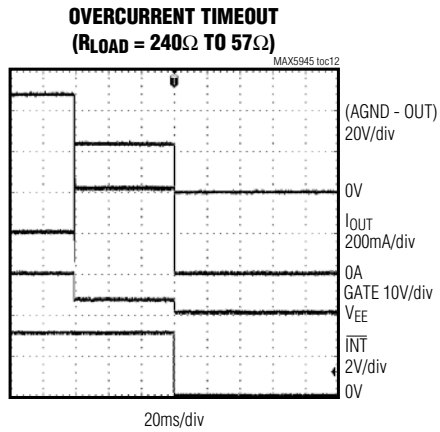 OVERCURRENT TIMEOUT
(RLOAD = 240Ω TO 57Ω)
MAX5945 toc12
(AGND - OUT)
20V/div
0V
IOUT
200mA/div
0A
GATE 10V/div
VEE
INT
2V/div
0V
20ms/div